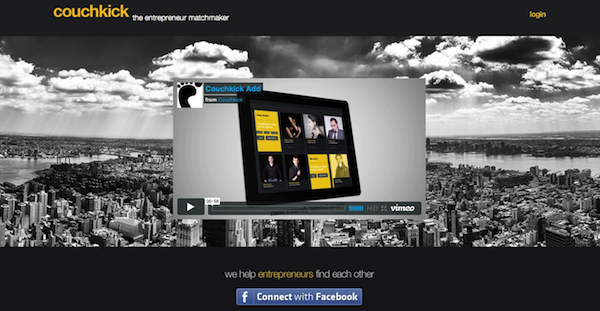 couchkick the entrepreneur matchmaker login
Couchkick Add
from Couchkick
00:58
HD vimeo
we help entrepreneurs find each other
f Connect with Facebook